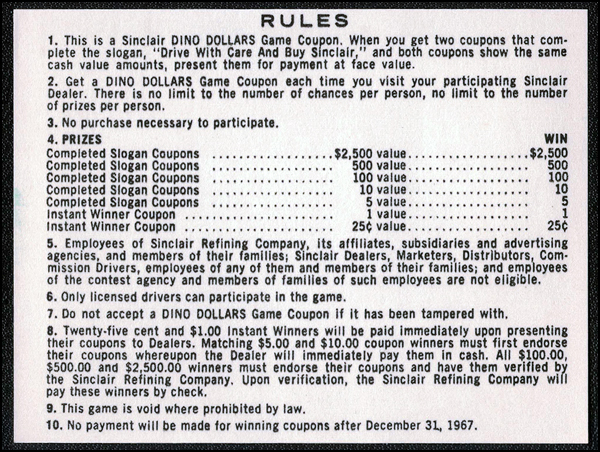 RULES
1. This is a Sinclair DINO DOLLARS Game Coupon. When you get two coupons that com-
plete the slogan, "Drive With Care And Buy Sinclair," and both coupons show the same
cash value amounts, present them for payment at face value.
2. Get a DINO DOLLARS Game Coupon each time you visit your participating Sinclair
Dealer. There is no limit to the number of chances per person, no limit to the number
of prizes per person.
3. No purchase necessary to participate.
4. PRIZES WIN
Completed Slogan Coupons ..................$2,500 value..................$2,500
Completed Slogan Coupons .................. 500 value.................. 500
Completed Slogan Coupons .................. 100 value.................. 100
Completed Slogan Coupons .................. 10 value.................. 10
Completed Slogan Coupons .................. 5 value.................. 5
Instant Winner Coupon ...................... 1 value.................. 1
Instant Winner Coupon ...................... 25¢ value.................. 25¢
5. Employees of Sinclair Refining Company, its affiliates, subsidiaries and advertising
agencies, and members of their families; Sinclair Dealers, Marketers, Distributors, Com-
mission Drivers, employees of any of them and members of their families; and employees
of the contest agency and members of families of such employees are not eligible.
6. Only licensed drivers can participate in the game.
7. Do not accept a DINO DOLLARS Game Coupon if it has been tampered with.
8. Twenty-five cent and $1.00 Instant Winners will be paid immediately upon presenting
their coupons to Dealers. Matching $5.00 and $10.00 coupon winners must first endorse
their coupons whereupon the Dealer will immediately pay them in cash. All $100.00,
$500.00 and $2,500.00 winners must endorse their coupons and have them verified by
the Sinclair Refining Company. Upon verification, the Sinclair Refining Company will
pay these winners by check.
9. This game is void where prohibited by law.
10. No payment will be made for winning coupons after December 31, 1967.